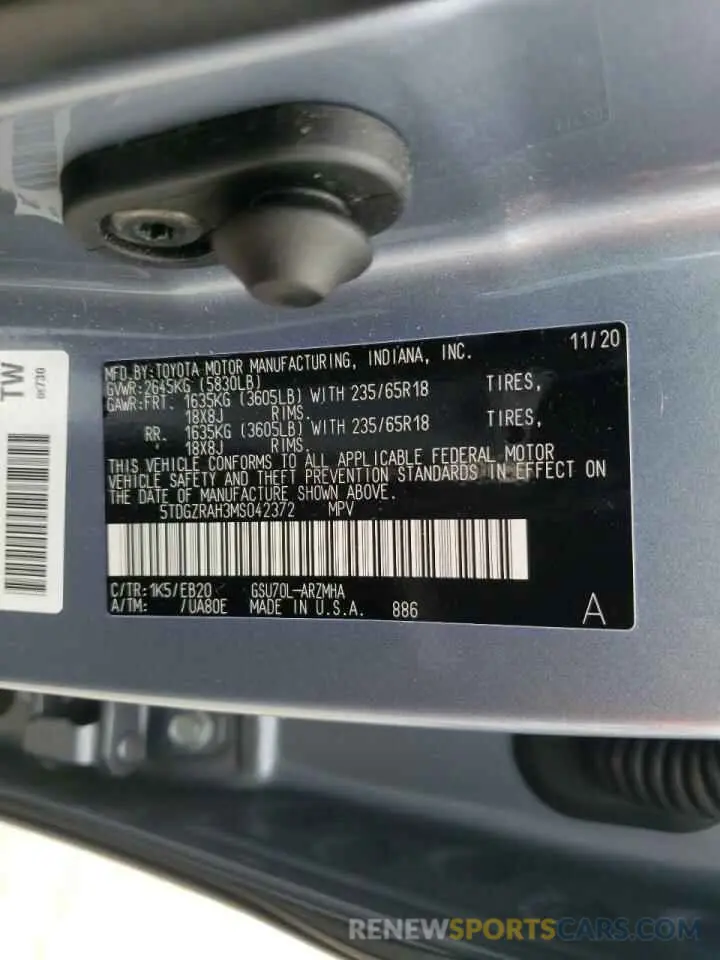 11/20
MFD.BY:TOYOTA MOTOR MANUFACTURING, INDIANA, INC.
GVWR:2645KG (5830LB)
GAWR:FRT. 1635KG (3605LB) WITH 235/65R18 TIRES,
18X8J RIMS.
RR. 1635KG (3605LB) WITH 235/65R18 TIRES,
18X8J RIMS.
THIS VEHICLE CONFORMS TO ALL APPLICABLE FEDERAL MOTOR
VEHICLE SAFETY AND THEFT PREVENTION STANDARDS IN EFFECT ON
THE DATE OF MANUFACTURE SHOWN ABOVE.
5TDGZRAH3MS042372 MPV
C/TR:1K5/EB20 GSU70L-ARZMHA
A/TM: /UA80E MADE IN U.S.A. 886
A
TW
RENEWSPORTSCARS.COM